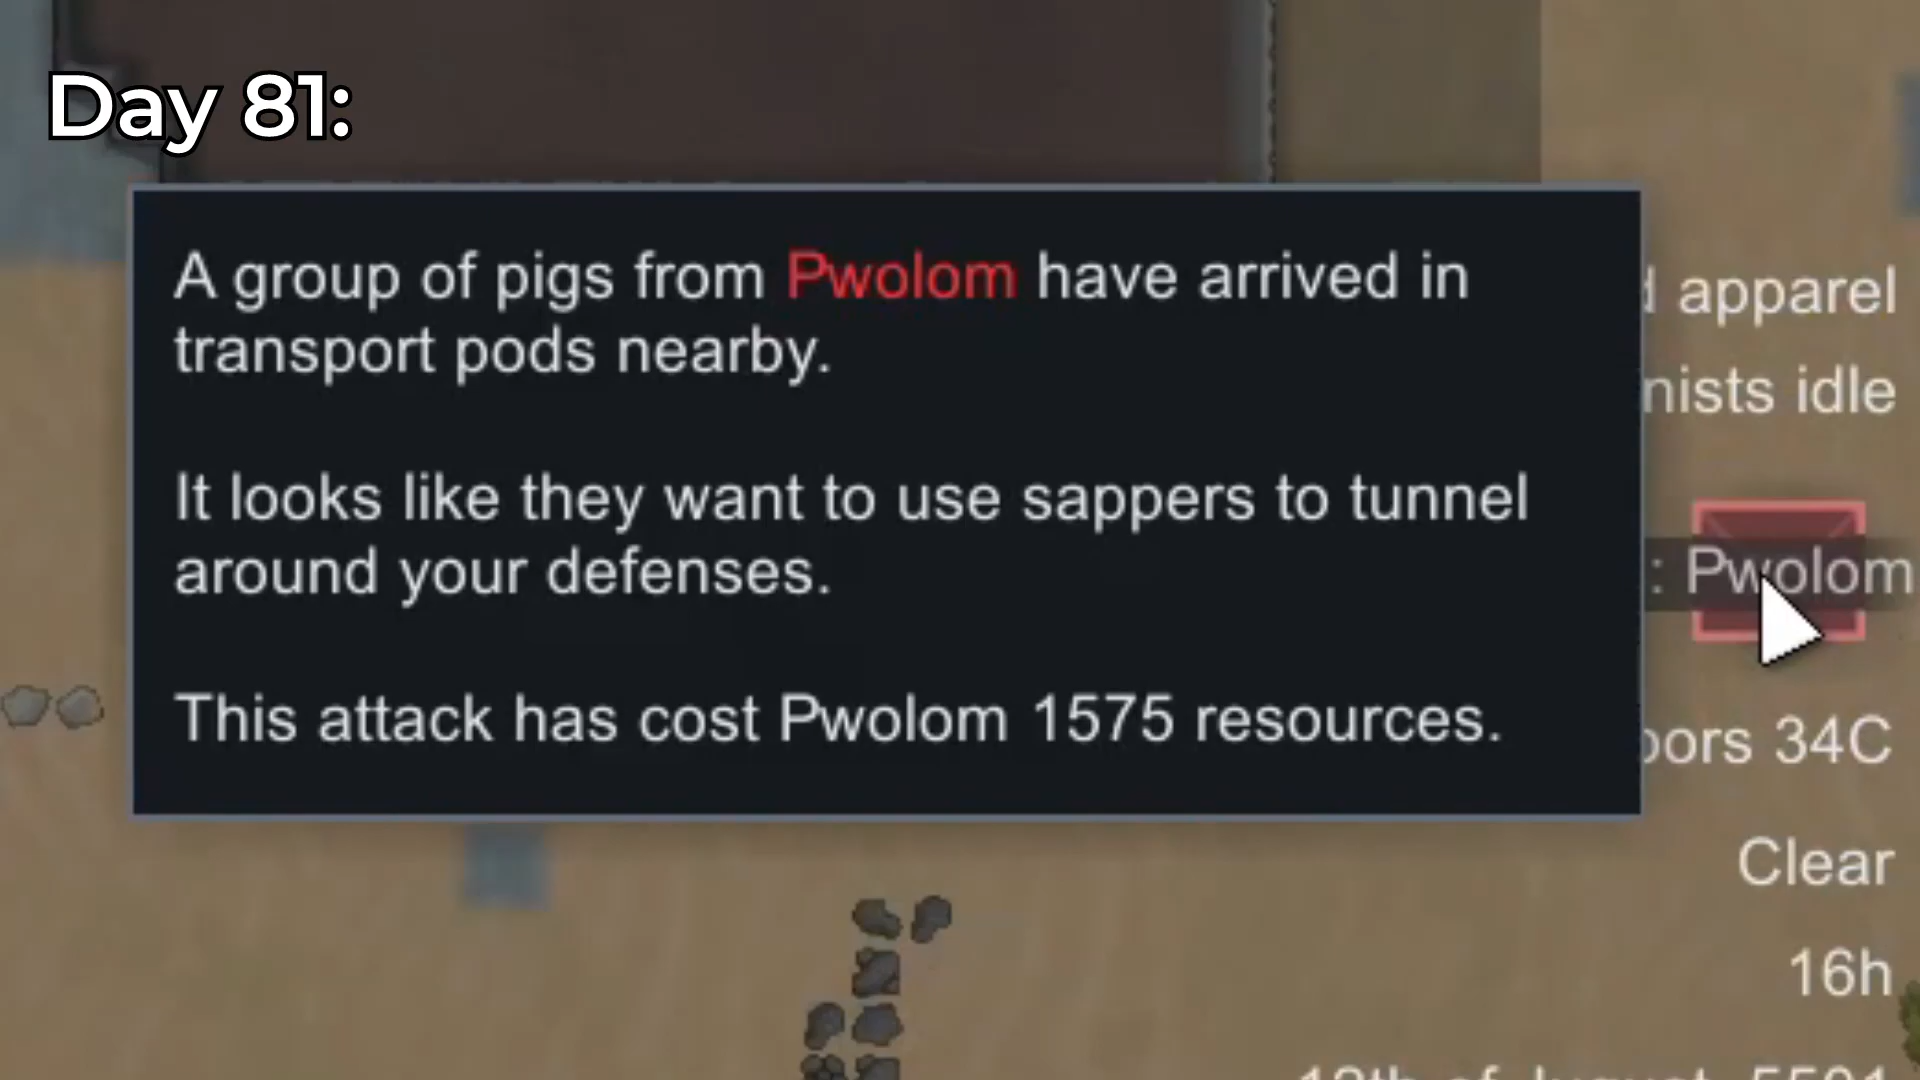 Day 81:
A group of pigs from Pwolom have arrived in
transport pods nearby.
It looks like they want to use sappers to tunnel
around your defenses.
This attack has cost Pwolom 1575 resources.
apparel
idle
: Pwolom
34C
Clear
16h